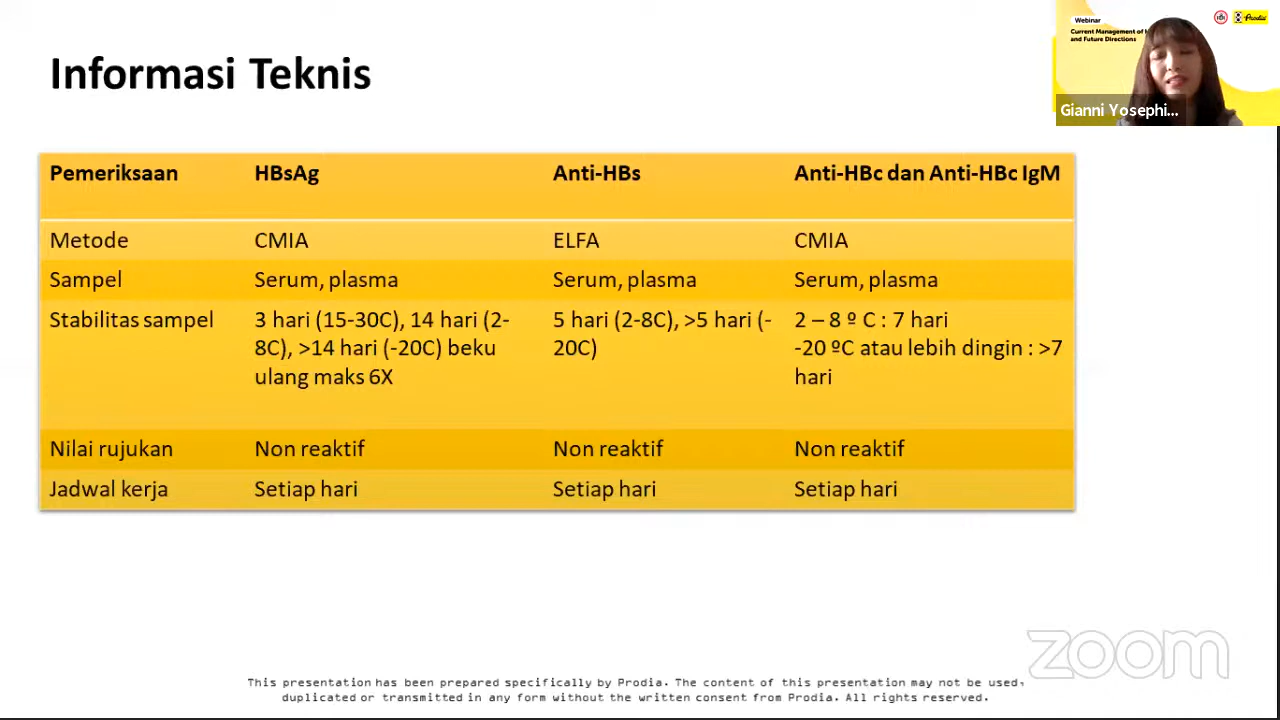 Informasi Teknis
Webinar
Current Management of
and Future Directions
Prodia
Gianni Yosephi...
Pemeriksaan HBsAg Anti-HBs Anti-HBc dan Anti-HBc IgM
Metode CMIA ELFA CMIA
Sampel Serum, plasma Serum, plasma Serum, plasma
Stabilitas sampel 3 hari (15-30C), 14 hari (2- 5 hari (2-8C), >5 hari (- 2 – 8 º C : 7 hari
8C), >14 hari (-20C) beku 20C) -20 ºC atau lebih dingin : >7
ulang maks 6X hari
Nilai rujukan Non reaktif Non reaktif Non reaktif
Jadwal kerja Setiap hari Setiap hari Setiap hari
zoom
This presentation has been prepared specifically by Prodia. The content of this presentation may not be used,
duplicated or transmitted in any form without the written consent from Prodia. All rights reserved.